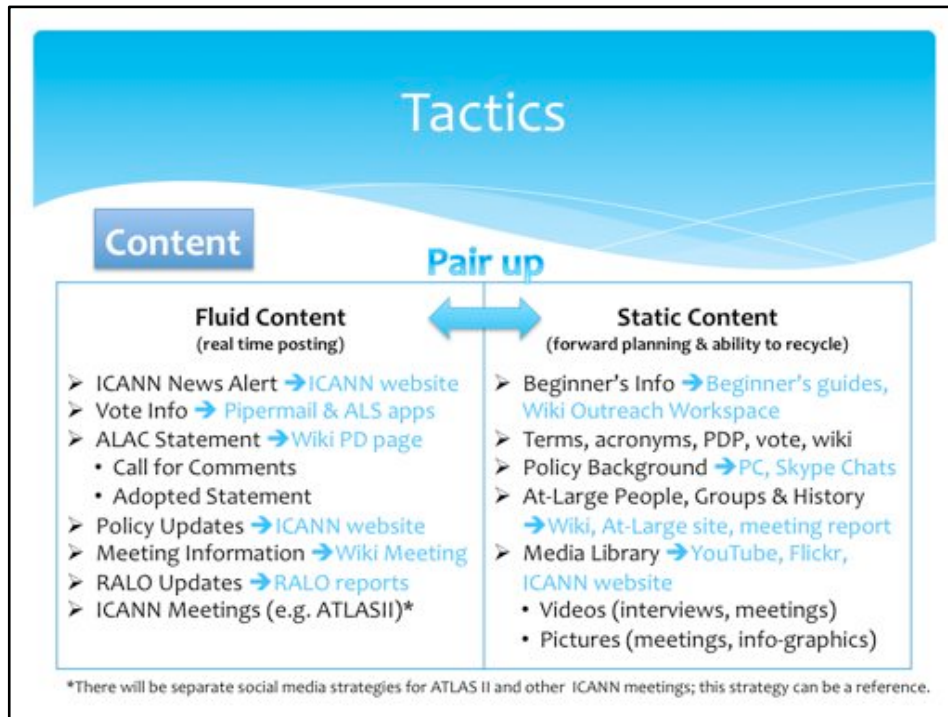 Tactics
Content
Pair up
Fluid Content
(real time posting)
➢ ICANN News Alert ➔ICANN website
➢ Vote Info ➔ Pipermail & ALS apps
➢ ALAC Statement ➔Wiki PD page
• Call for Comments
• Adopted Statement
➢ Policy Updates ➔ICANN website
➢ Meeting Information ➔Wiki Meeting
➢ RALO Updates ➔RALO reports
➢ ICANN Meetings (e.g. ATLASII)*
Static Content
(forward planning & ability to recycle)
➢ Beginner's Info ➔Beginner's guides,
Wiki Outreach Workspace
➢ Terms, acronyms, PDP, vote, wiki
➢ Policy Background ➔PC, Skype Chats
➢ At-Large People, Groups & History
➔Wiki, At-Large site, meeting report
➢ Media Library ➔YouTube, Flickr,
ICANN website
• Videos (interviews, meetings)
• Pictures (meetings, info-graphics)
*There will be separate social media strategies for ATLAS II and other ICANN meetings; this strategy can be a reference.